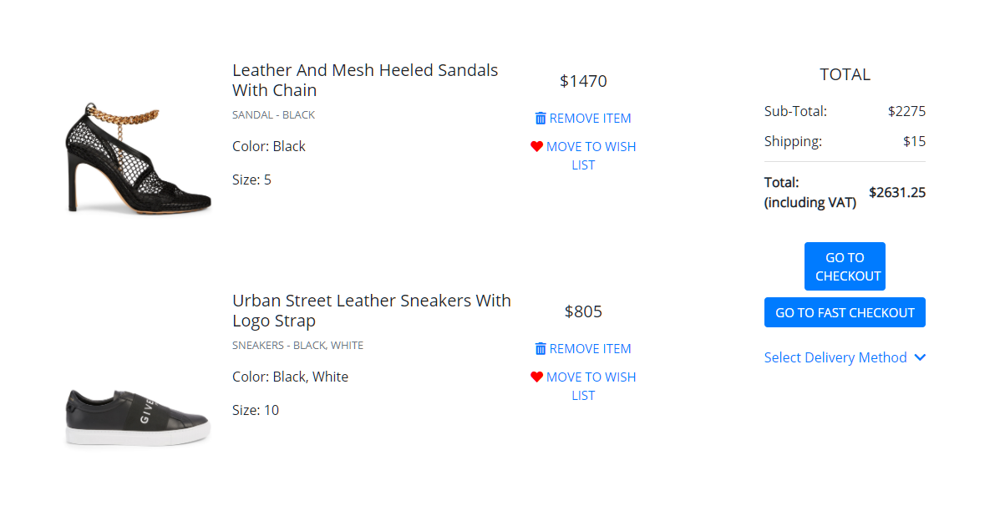 Leather And Mesh Heeled Sandals
With Chain
SANDAL - BLACK
Color: Black
Size: 5
$1470
REMOVE ITEM
MOVE TO WISH
LIST
Urban Street Leather Sneakers With
Logo Strap
SNEAKERS - BLACK, WHITE
Color: Black, White
Size: 10
$805
REMOVE ITEM
MOVE TO WISH
LIST
TOTAL
Sub-Total: $2275
Shipping: $15
Total:
(including VAT) $2631.25
GO TO
CHECKOUT
GO TO FAST CHECKOUT
Select Delivery Method